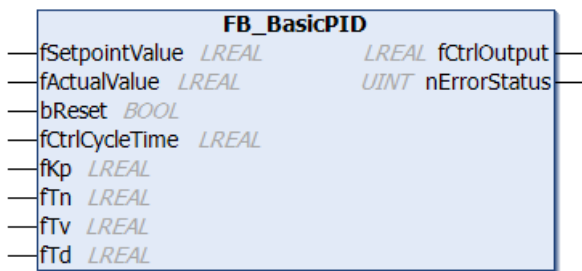 FB_BasicPID
fSetpointValue LREAL LREAL fCtrlOutput
fActualValue LREAL UINT nErrorStatus
bReset BOOL
fCtrlCycleTime LREAL
fKp LREAL
fTn LREAL
fTv LREAL
fTd LREAL